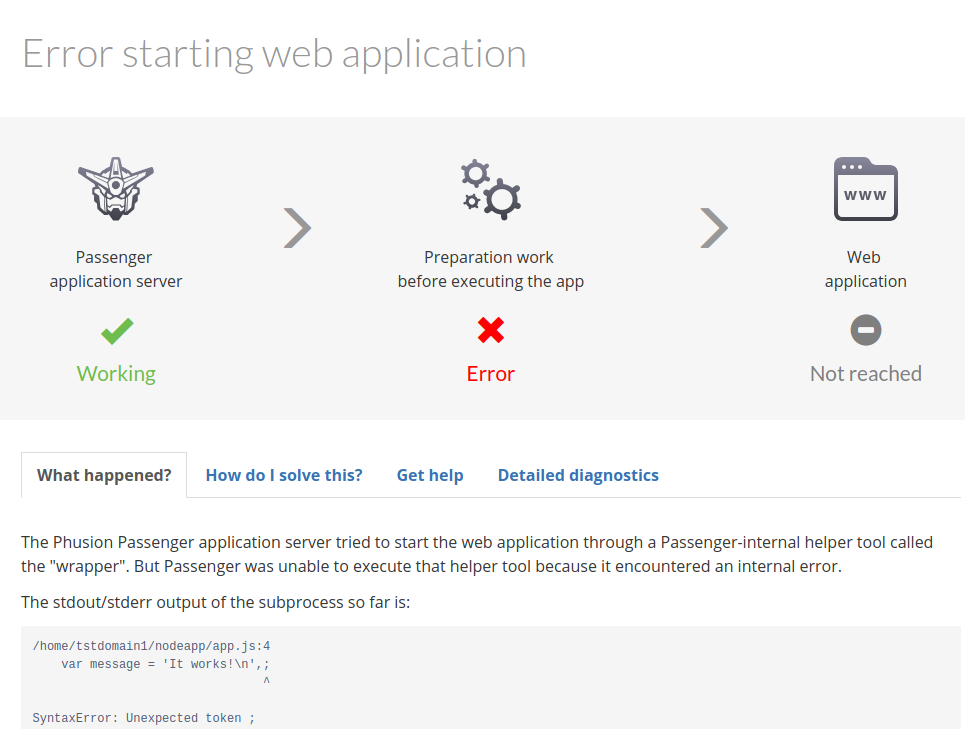 Error starting web application
www
Passenger
application server
Preparation work
before executing the app
Web
application
Working
Error
Not reached
What happened?
How do I solve this?
Get help
Detailed diagnostics
The Phusion Passenger application server tried to start the web application through a Passenger-internal helper tool called
the "wrapper". But Passenger was unable to execute that helper tool because it encountered an internal error.
The stdout/stderr output of the subprocess so far is:
/home/tstdomain1/nodeapp/app.js:4
    var message = 'It works!\n',;
                                ^
SyntaxError: Unexpected token ;